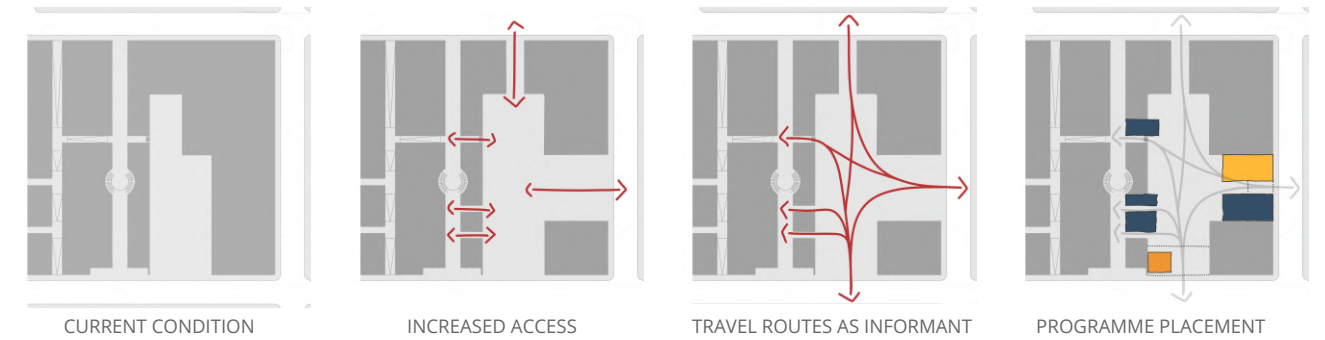 CURRENT CONDITION
INCREASED ACCESS
TRAVEL ROUTES AS INFORMANT
PROGRAMME PLACEMENT